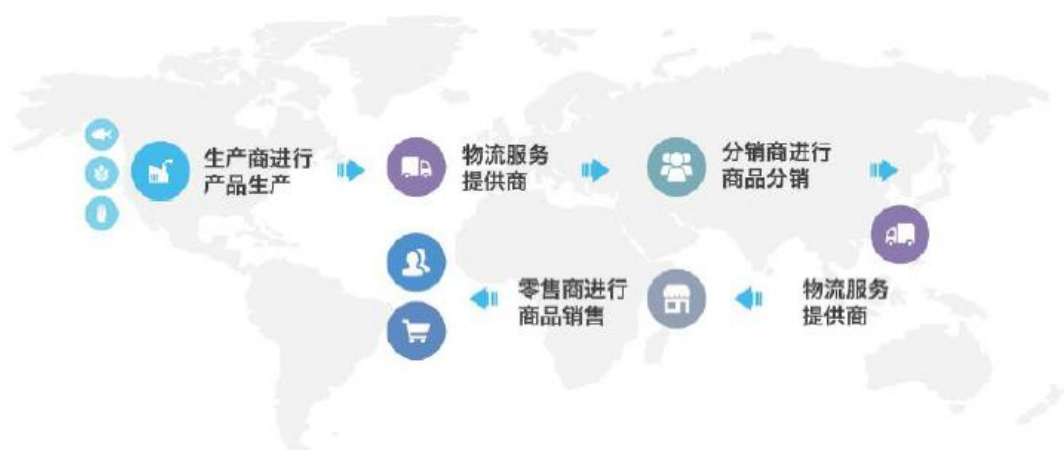 生产商进行
产品生产
物流服务
提供商
分销商进行
商品分销
物流服务
提供商
零售商进行
商品销售